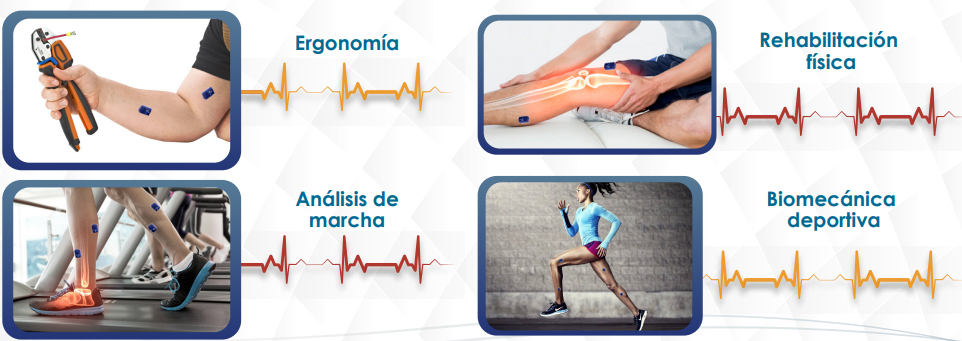 Ergonomía
Rehabilitación
física
Análisis de
marcha
Biomecánica
deportiva